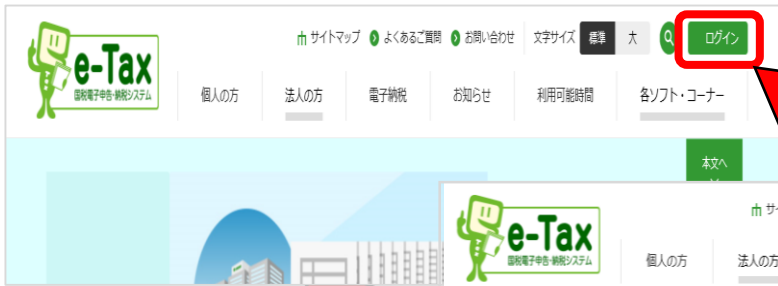 サイトマップ よくあるご質問 お問い合わせ 文字サイズ 標準 大 ログイン
e-Tax
国税電子申告・納税システム
個人の方 法人の方 電子納税 お知らせ 利用可能時間 各ソフト・コーナー
本文へ
サ
e-Tax
国税電子申告・納税システム
個人の方 法人の方